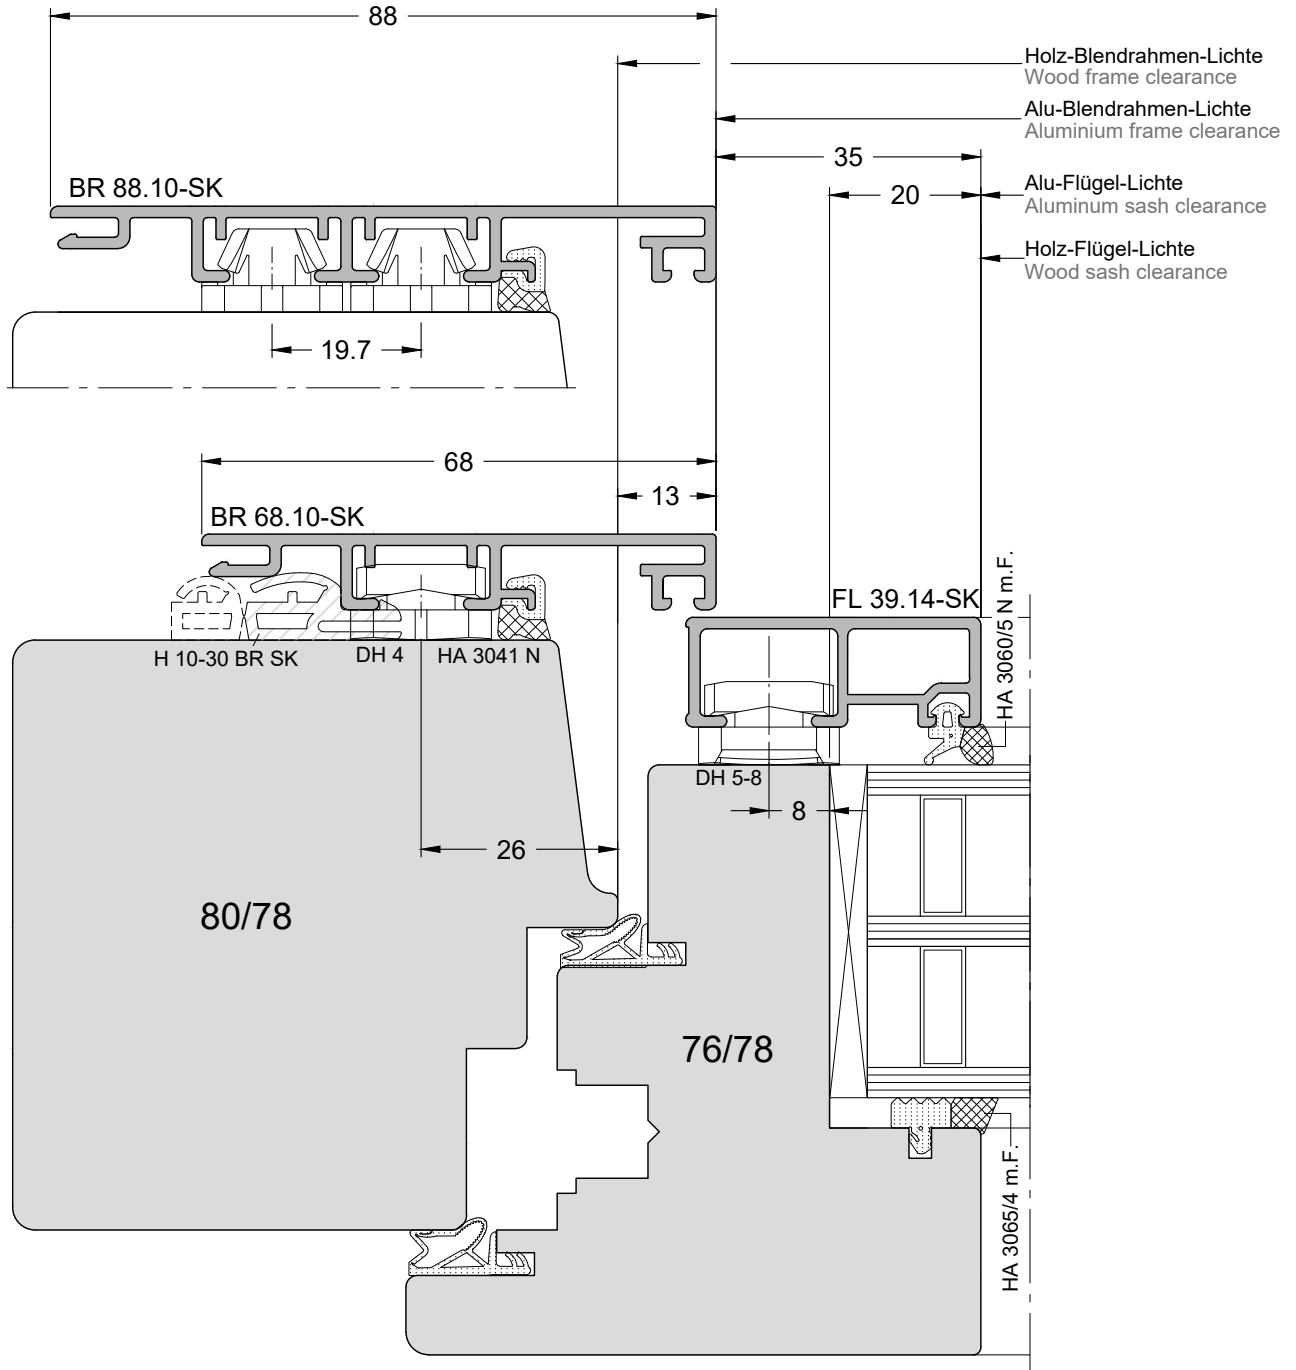 88
Holz-Blendrahmen-Lichte
Wood frame clearance
Alu-Blendrahmen-Lichte
Aluminium frame clearance
35
BR 88.10-SK
Alu-Flügel-Lichte
20
Aluminum sash clearance
Holz-Flügel-Lichte
Wood sash clearance
19.7
68
13
BR 68.10-SK
FL 39.14-SK
HA 3060/5 N m.F.
H 10-30 BR SK
DH 4
HA 3041 N
DH 5-8
8
26
80/78
76/78
HA 3065/4 m.F.